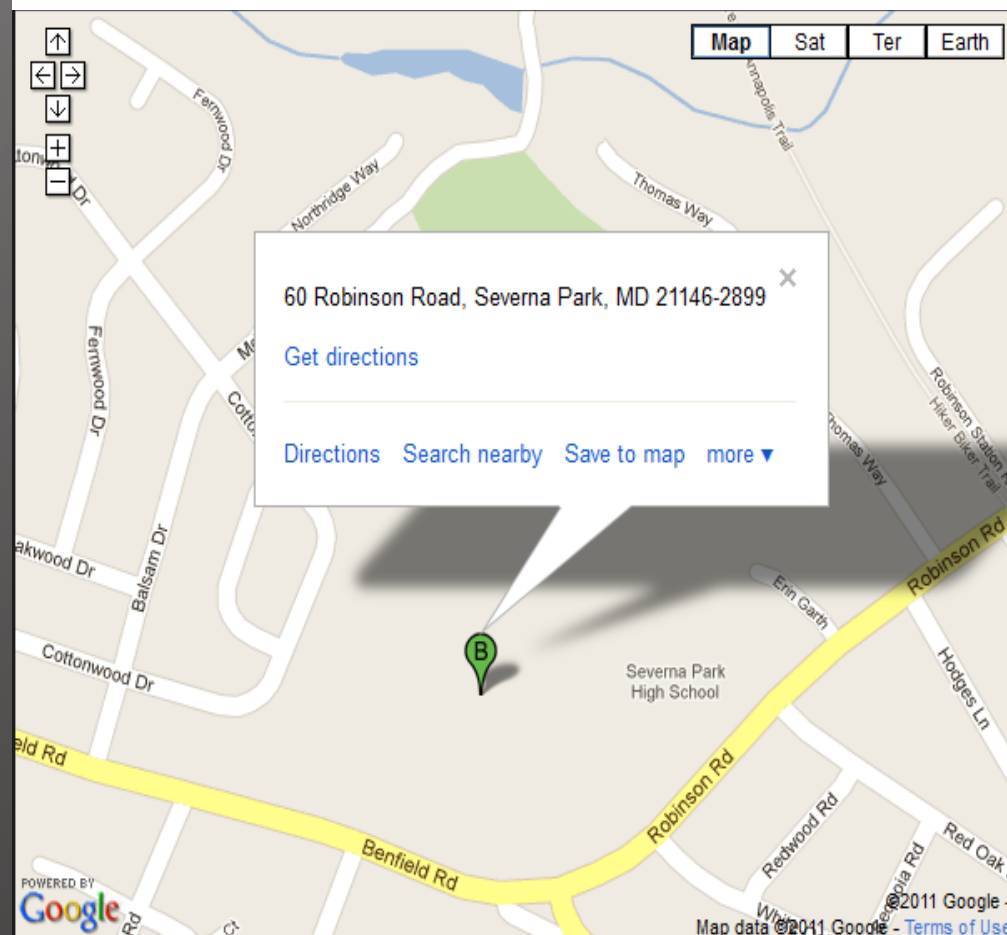 Map Sat Ter Earth
Annapolis Trail
Fernwood Dr
Dr
Northridge Way
Thomas Way
60 Robinson Road, Severna Park, MD 21146-2899
Get directions
Directions Search nearby Save to map more ▾
Fernwood Dr
Thomas Way
Robinson Station
Hiker Biker Trail
Robinson Rd
Balsam Dr
Erin Garth
B
Cottonwood Dr
Severna Park
High School
Hodges Ln
Rd
Robinson Rd
Redwood Rd
Red Oak
Benfield Rd
POWERED BY
Google
Rd
Ct
Rd
©2011 Google -
Map data ©2011 Google - Terms of Use